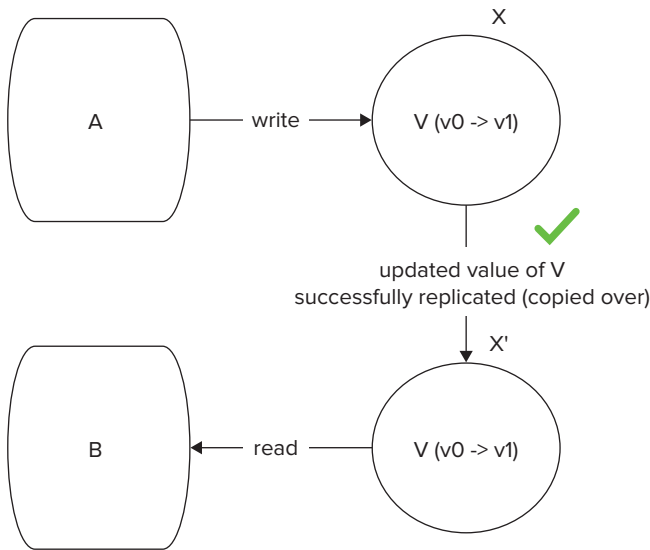 X
A
write
V (v0 -> v1)
updated value of V
successfully replicated (copied over)
X'
B
read
V (v0 -> v1)